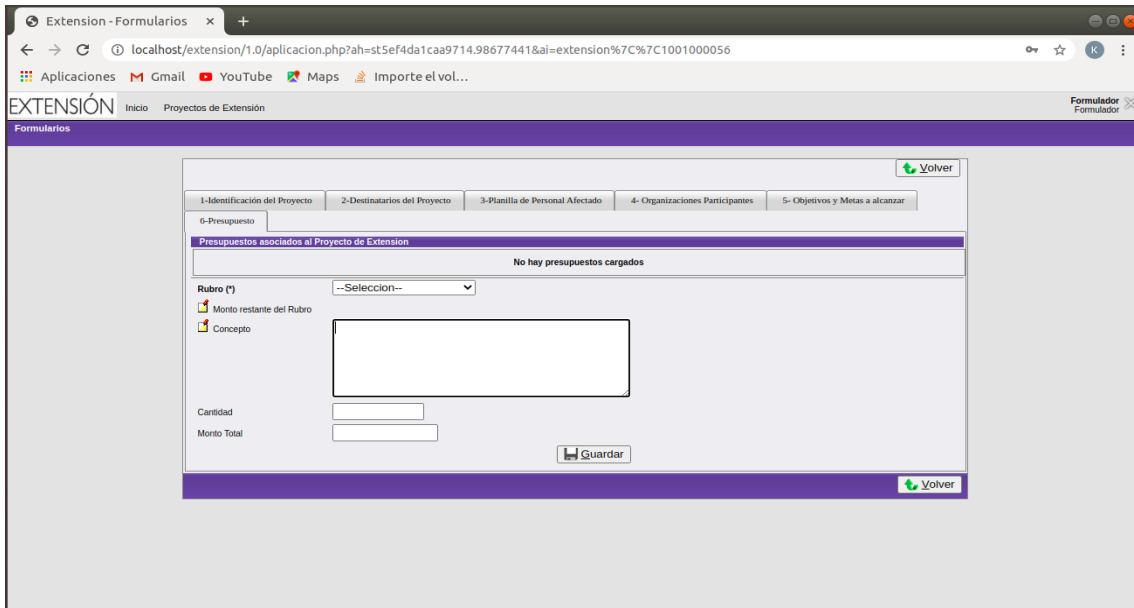 Extension - Formularios
localhost/extension/1.0/aplicacion.php?ah=st5ef4da1caa9714.98677441&ai=extension%7C%7C1001000056
K
Aplicaciones Gmail YouTube Maps Importe el vol...
EXTENSIÓN Inicio Proyectos de Extensión Formulador
Formulador
Formularios
Volver
1-Identificación del Proyecto 2-Destinatarios del Proyecto 3-Planilla de Personal Afectado 4- Organizaciones Participantes 5- Objetivos y Metas a alcanzar
6-Presupuesto
Presupuestos asociados al Proyecto de Extension
No hay presupuestos cargados
Rubro (*) --Seleccion--
Monto restante del Rubro
Concepto
Cantidad
Monto Total
Guardar
Volver